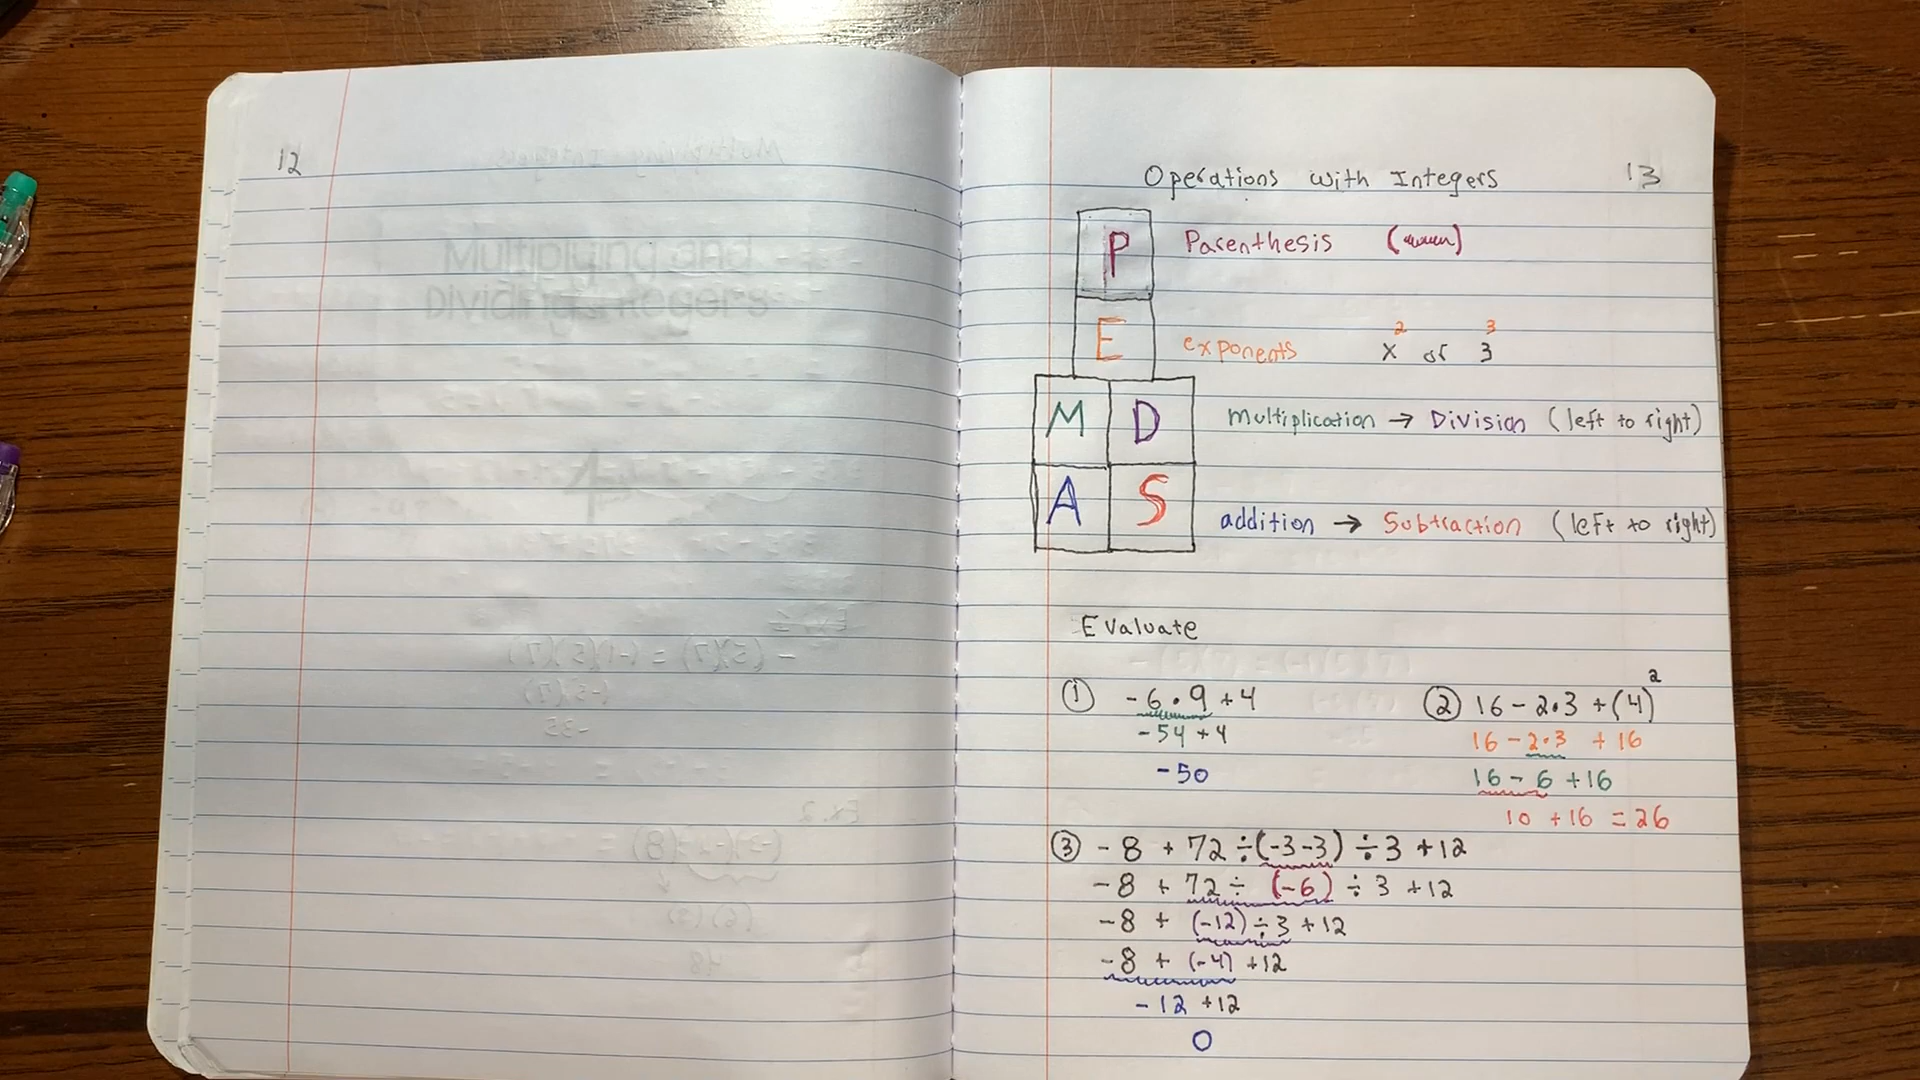 12
Operations with Integers 13
P Parenthesis
E exponents x² or 3³
M D Multiplication → Division (left to right)
A S addition → Subtraction (left to right)
Evaluate
① -6•9+4
-54+4
-50
② 16-2•3+(4)²
16-2•3+16
16-6+16
10+16=26
③ -8+72÷(-3-3)÷3+12
-8+72÷(-6)÷3+12
-8+(-12)÷3+12
-8+(-4)+12
-12+12
0